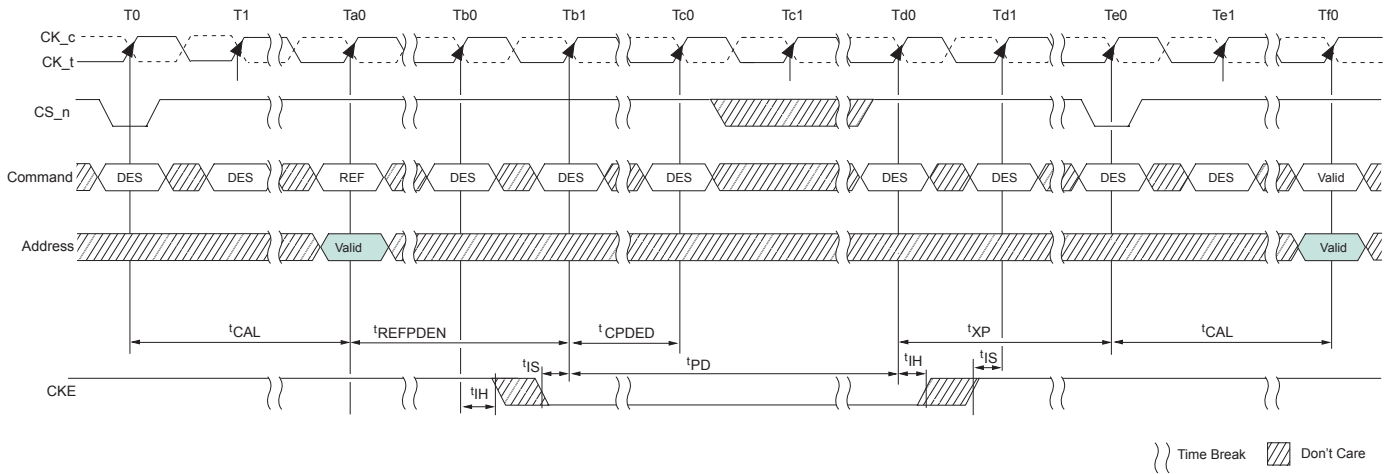 T0 T1 Ta0 Tb0 Tb1 Tc0 Tc1 Td0 Td1 Te0 Te1 Tf0
CK_c
CK_t
CS_n
Command DES DES REF DES DES DES DES DES DES DES Valid
Address Valid Valid
tCAL tREFPDEN tCPDED tXP tCAL
tIS tPD tIH tIS
CKE tIH
Time Break Don't Care